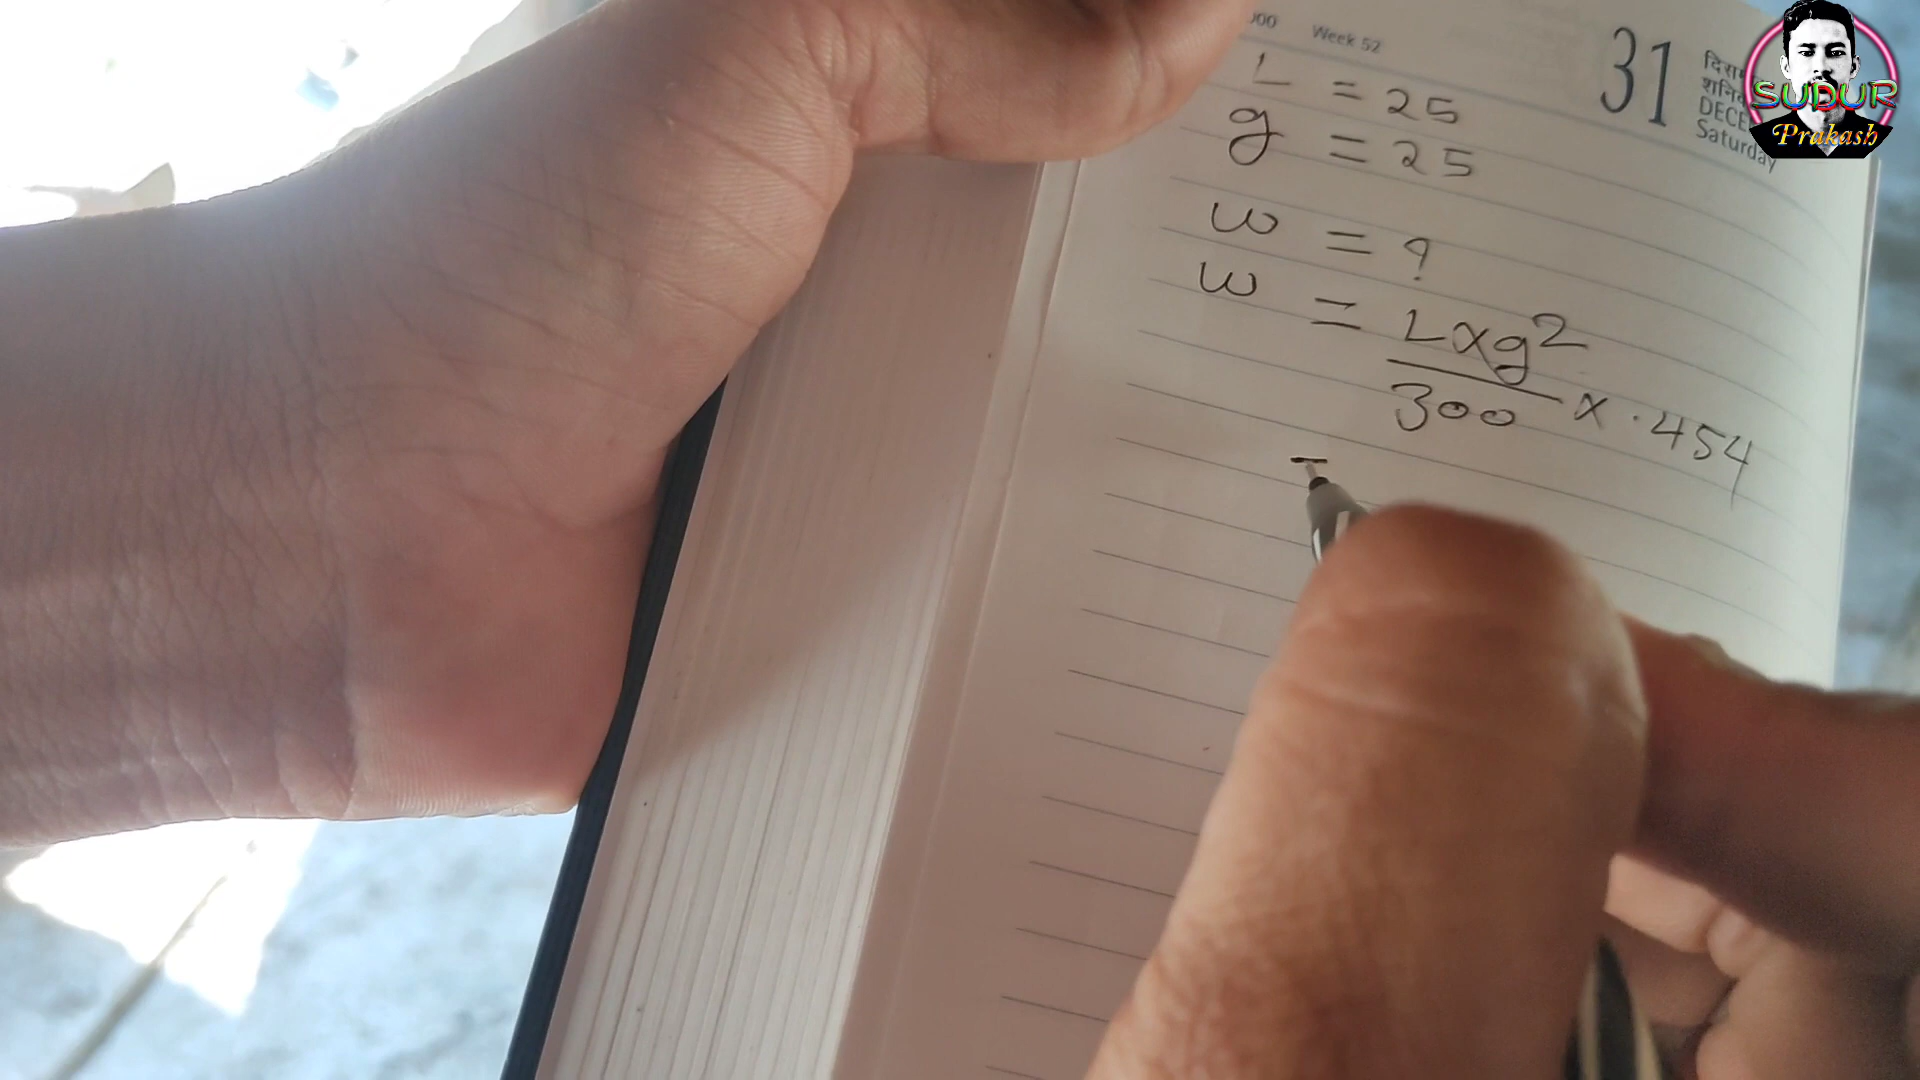 Week 52
31
DECE
Saturday
L = 25
g = 25
w = ?
w = L×g2
300 × .454
SUDUR
Prakash